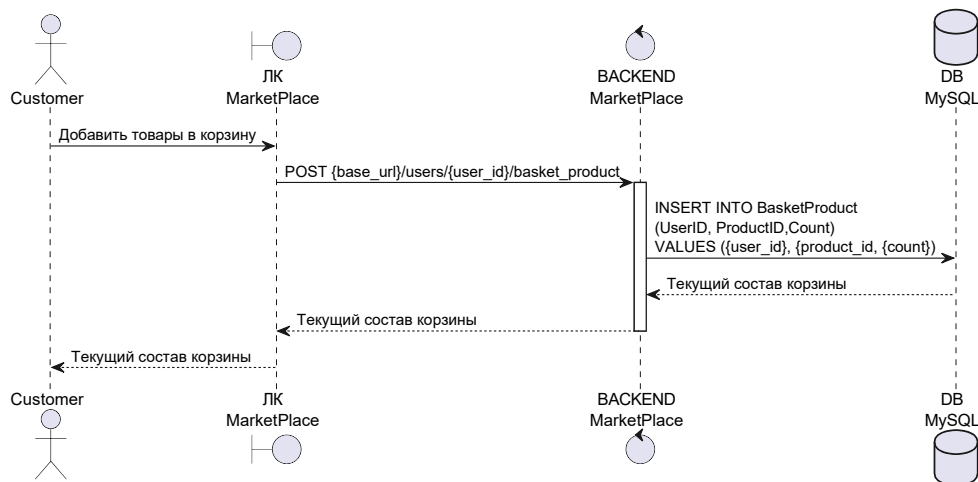 Customer
ЛК
MarketPlace
BACKEND
MarketPlace
DB
MySQL
Добавить товары в корзину
POST {base_url}/users/{user_id}/basket_product
INSERT INTO BasketProduct
(UserID, ProductID,Count)
VALUES ({user_id}, {product_id, {count})
Текущий состав корзины
Текущий состав корзины
Текущий состав корзины
Customer
ЛК
MarketPlace
BACKEND
MarketPlace
DB
MySQL